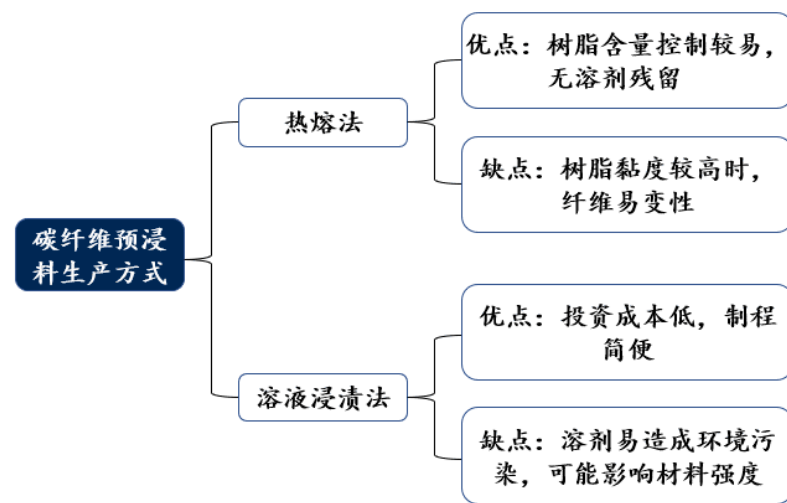 碳纤维预浸
料生产方式
热熔法
优点：树脂含量控制较易，
无溶剂残留
缺点：树脂黏度较高时，
纤维易变性
溶液浸渍法
优点：投资成本低，制程
简便
缺点：溶剂易造成环境污
染，可能影响材料强度